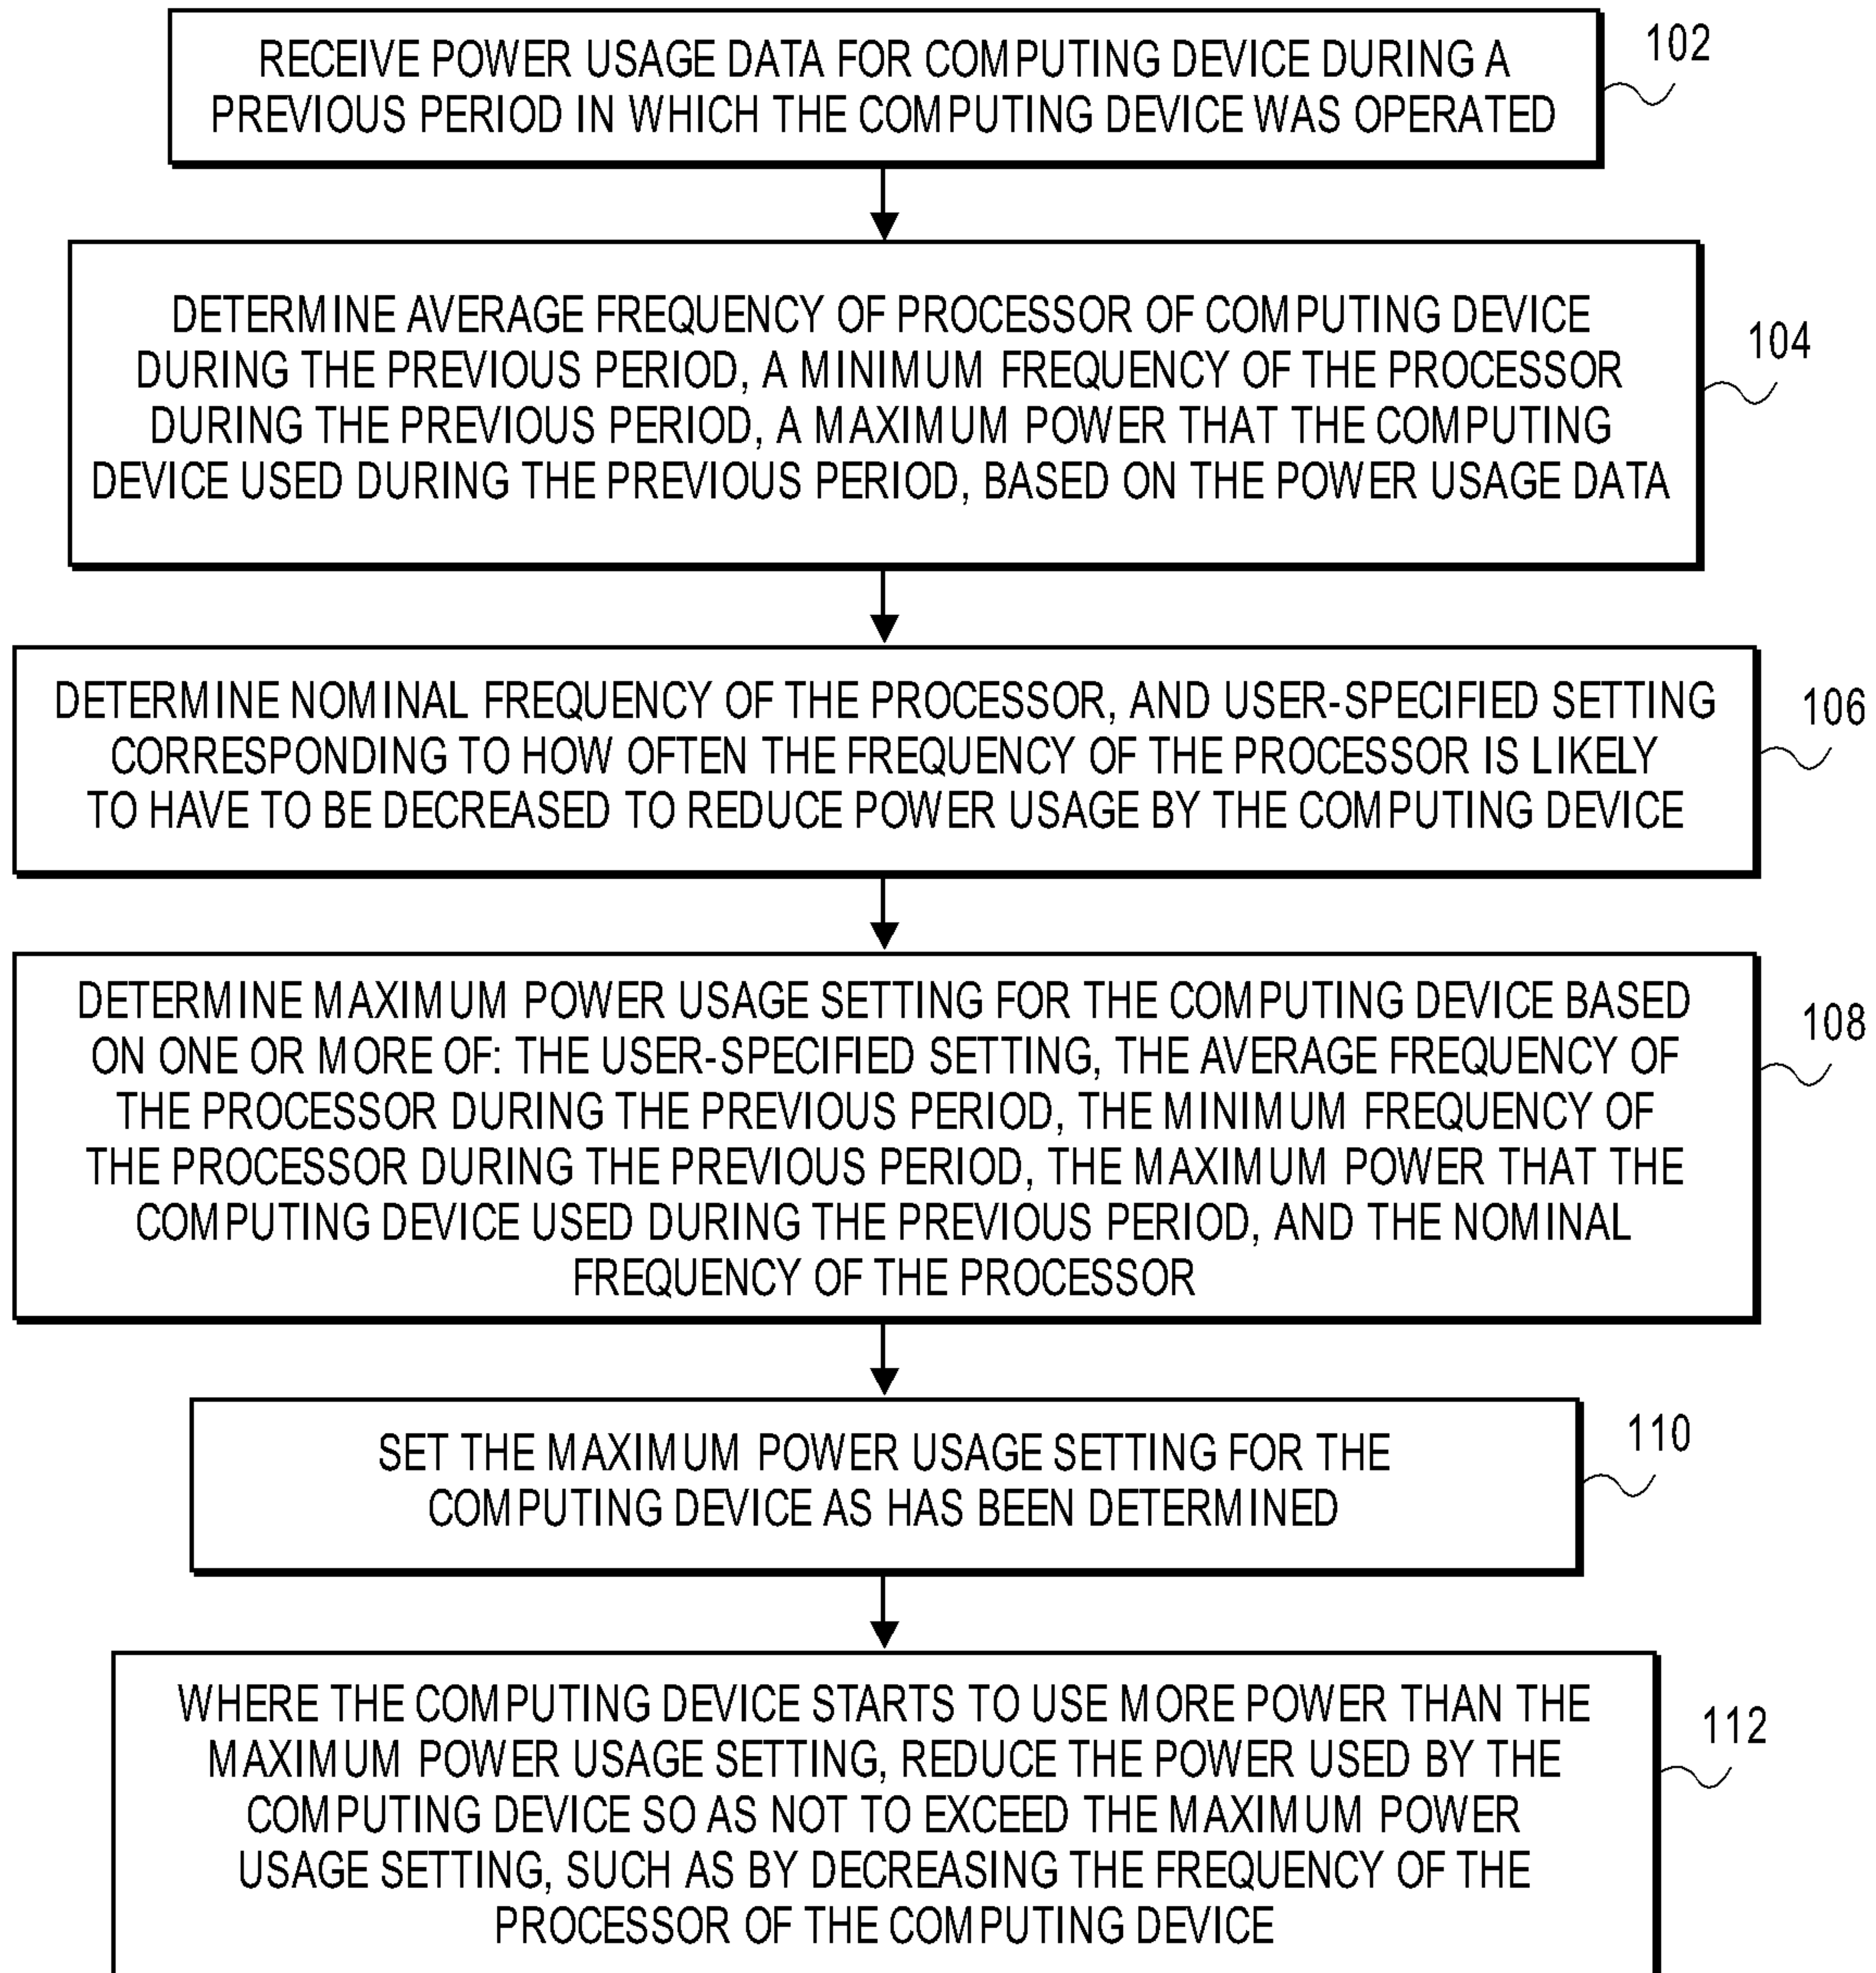 RECEIVE POWER USAGE DATA FOR COMPUTING DEVICE DURING A
PREVIOUS PERIOD IN WHICH THE COMPUTING DEVICE WAS OPERATED
102
DETERMINE AVERAGE FREQUENCY OF PROCESSOR OF COMPUTING DEVICE
DURING THE PREVIOUS PERIOD, A MINIMUM FREQUENCY OF THE PROCESSOR
DURING THE PREVIOUS PERIOD, A MAXIMUM POWER THAT THE COMPUTING
DEVICE USED DURING THE PREVIOUS PERIOD, BASED ON THE POWER USAGE DATA
104
DETERMINE NOMINAL FREQUENCY OF THE PROCESSOR, AND USER-SPECIFIED SETTING
CORRESPONDING TO HOW OFTEN THE FREQUENCY OF THE PROCESSOR IS LIKELY
TO HAVE TO BE DECREASED TO REDUCE POWER USAGE BY THE COMPUTING DEVICE
106
DETERMINE MAXIMUM POWER USAGE SETTING FOR THE COMPUTING DEVICE BASED
ON ONE OR MORE OF: THE USER-SPECIFIED SETTING, THE AVERAGE FREQUENCY OF
THE PROCESSOR DURING THE PREVIOUS PERIOD, THE MINIMUM FREQUENCY OF
THE PROCESSOR DURING THE PREVIOUS PERIOD, THE MAXIMUM POWER THAT THE
COMPUTING DEVICE USED DURING THE PREVIOUS PERIOD, AND THE NOMINAL
FREQUENCY OF THE PROCESSOR
108
SET THE MAXIMUM POWER USAGE SETTING FOR THE
COMPUTING DEVICE AS HAS BEEN DETERMINED
110
WHERE THE COMPUTING DEVICE STARTS TO USE MORE POWER THAN THE
MAXIMUM POWER USAGE SETTING, REDUCE THE POWER USED BY THE
COMPUTING DEVICE SO AS NOT TO EXCEED THE MAXIMUM POWER
USAGE SETTING, SUCH AS BY DECREASING THE FREQUENCY OF THE
PROCESSOR OF THE COMPUTING DEVICE
112